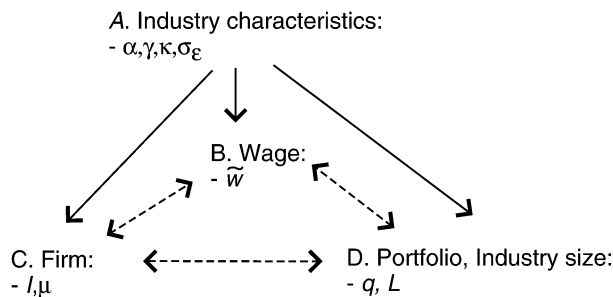 A. Industry characteristics:
- α,γ,κ,σε
B. Wage:
- w̃
C. Firm:
- l,μ
D. Portfolio, Industry size:
- q, L